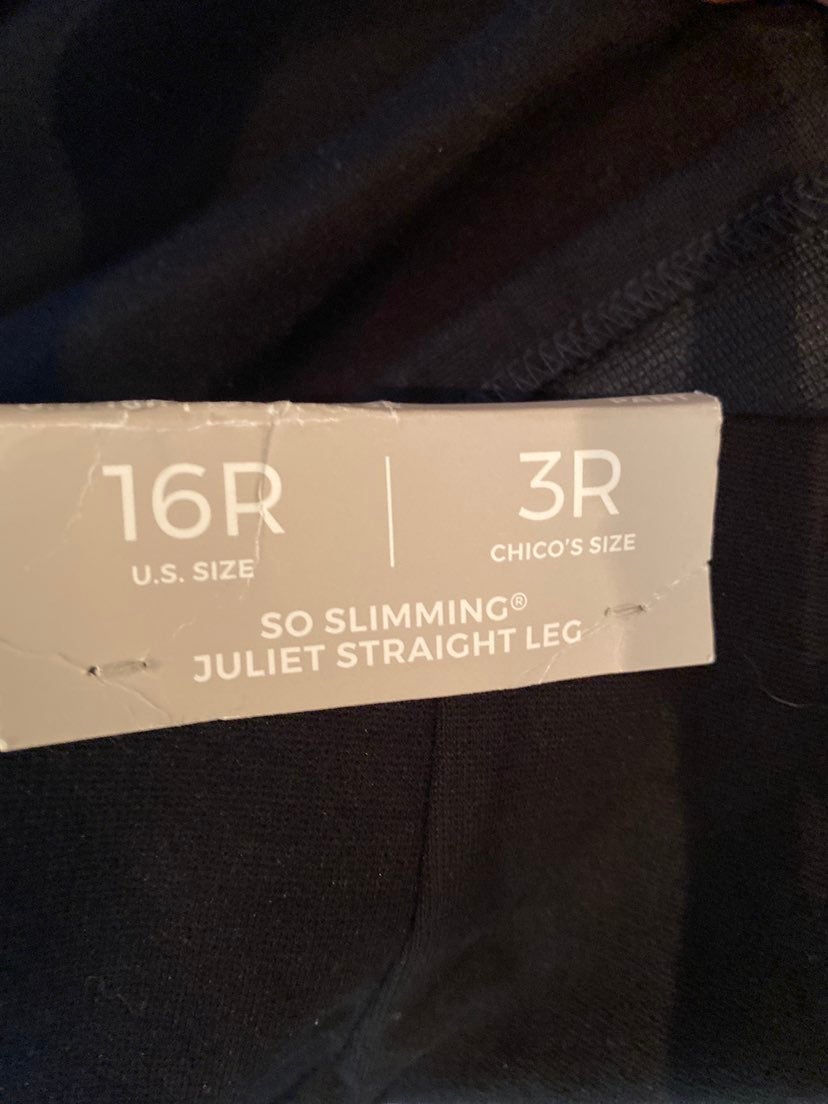 16R
U.S. SIZE
3R
CHICO'S SIZE
SO SLIMMING®
JULIET STRAIGHT LEG